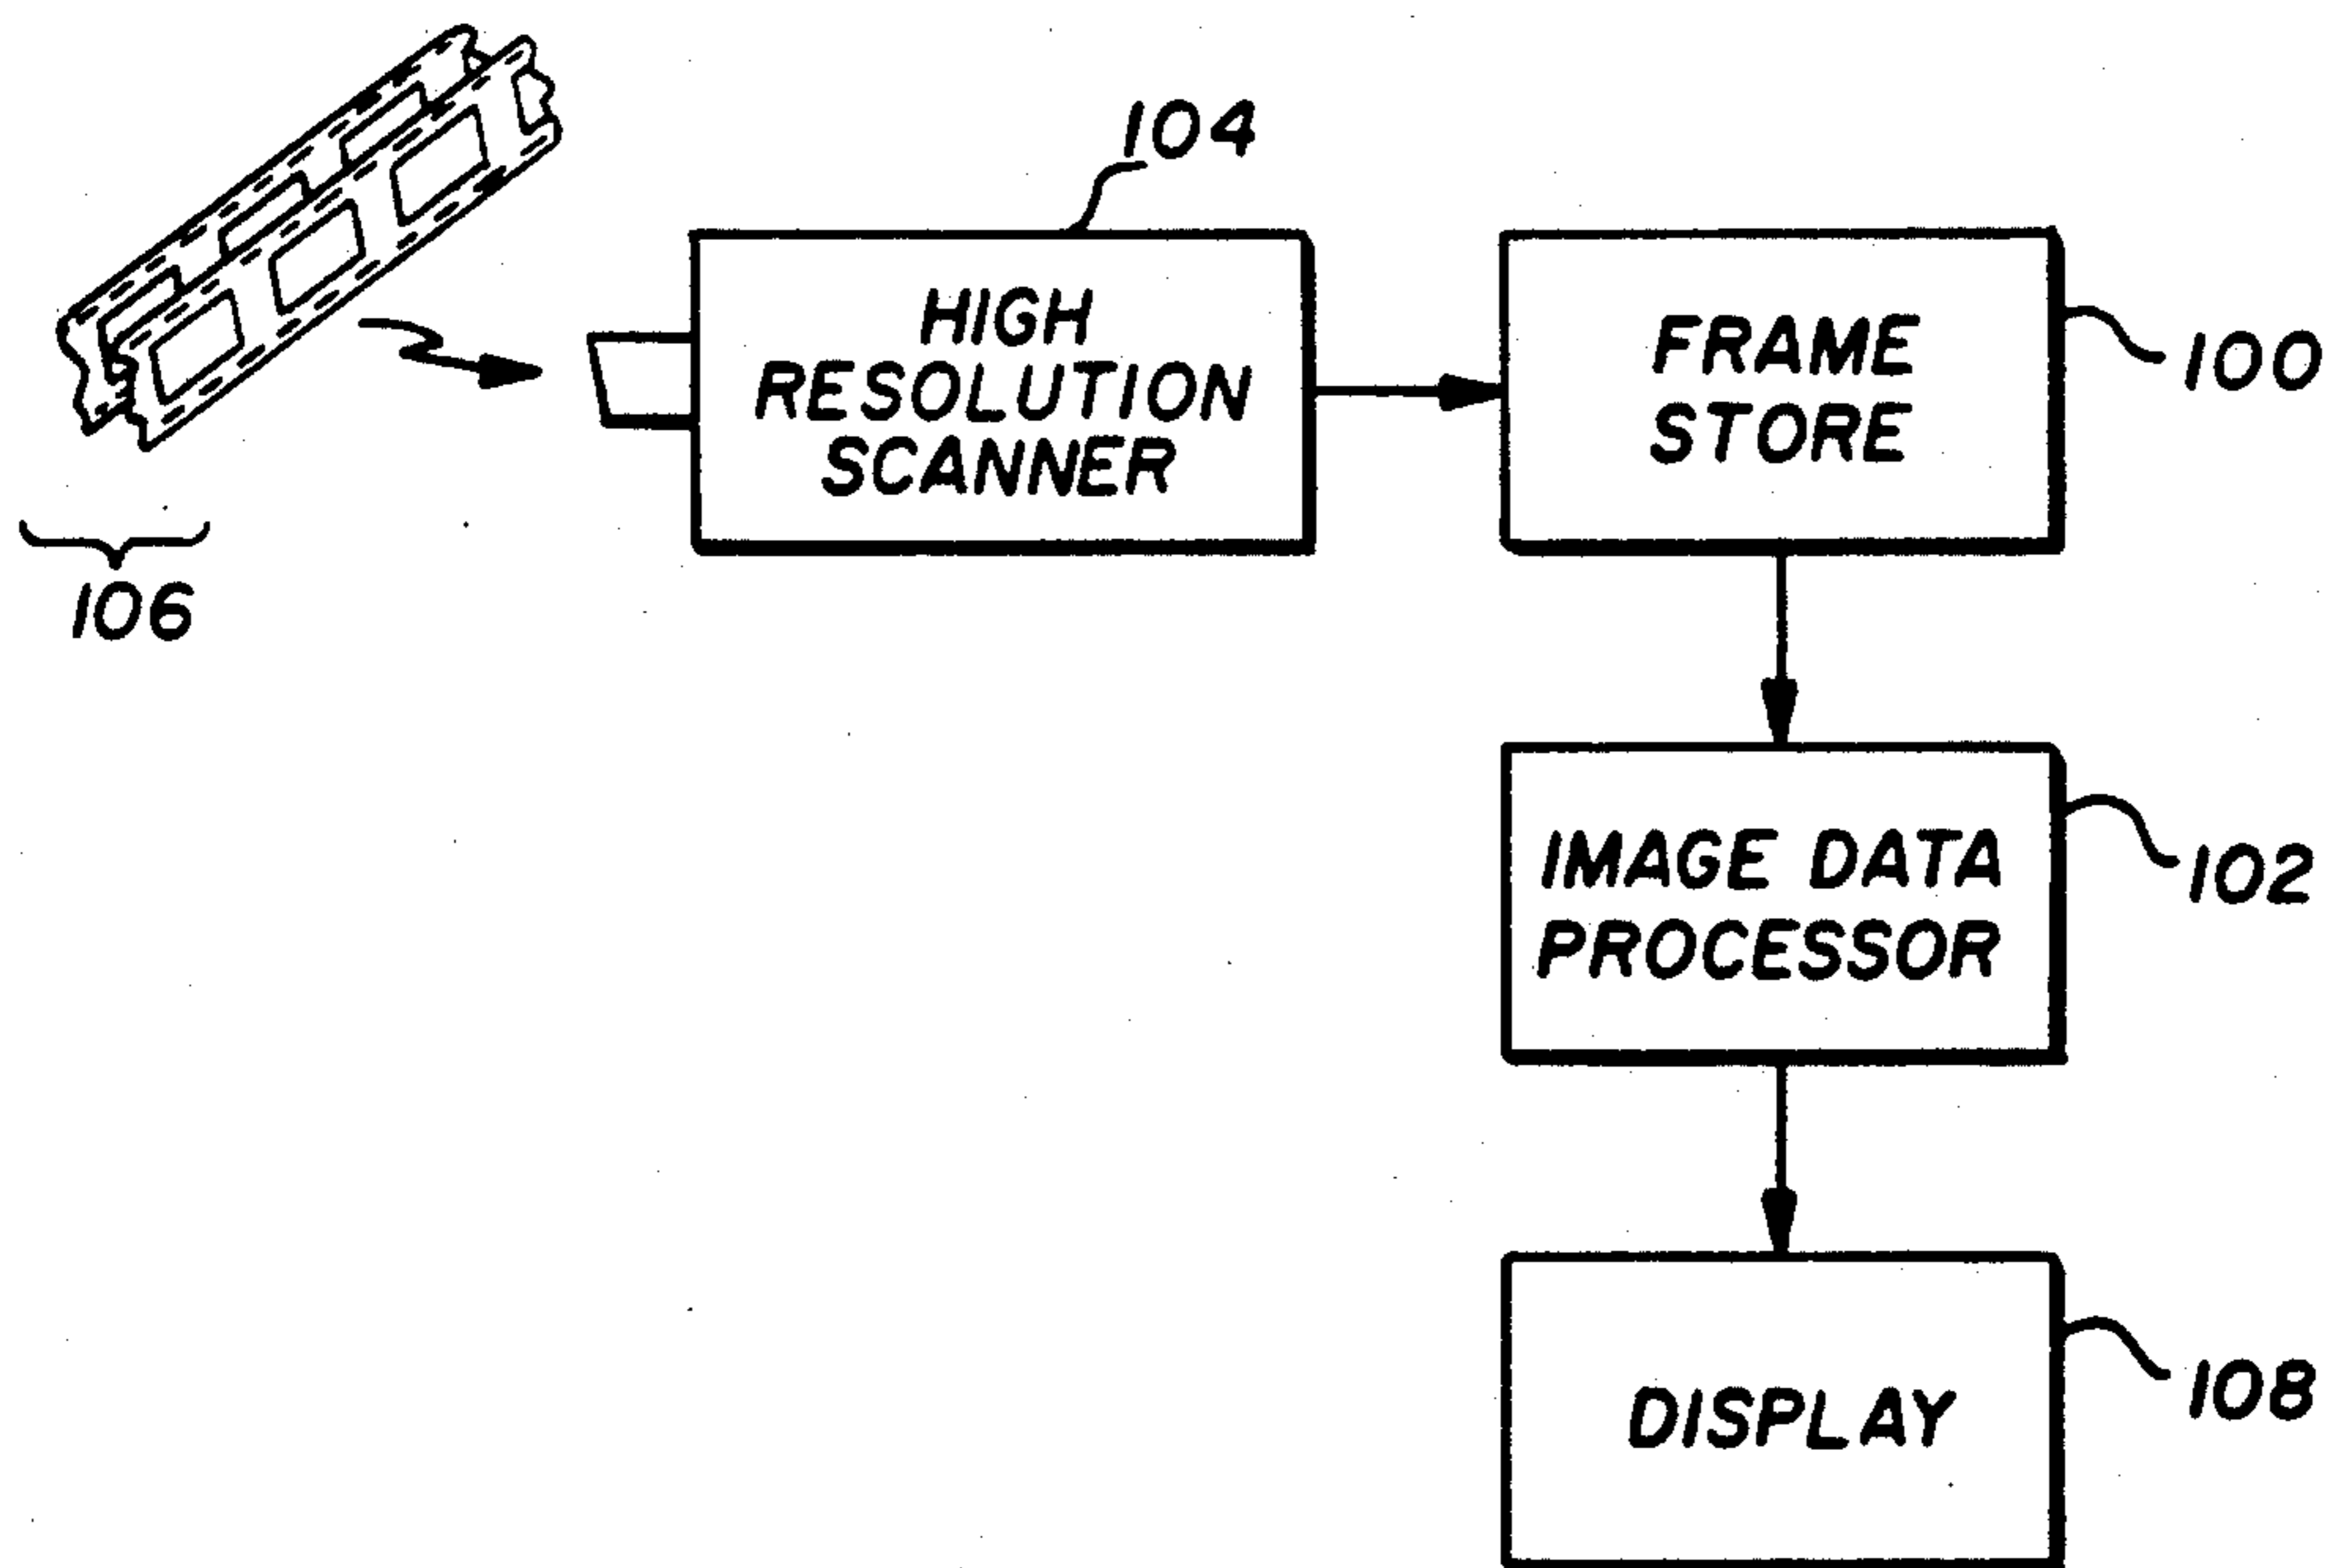 104
HIGH
RESOLUTION
SCANNER
FRAME
STORE
100
106
IMAGE DATA
PROCESSOR
102
DISPLAY
108